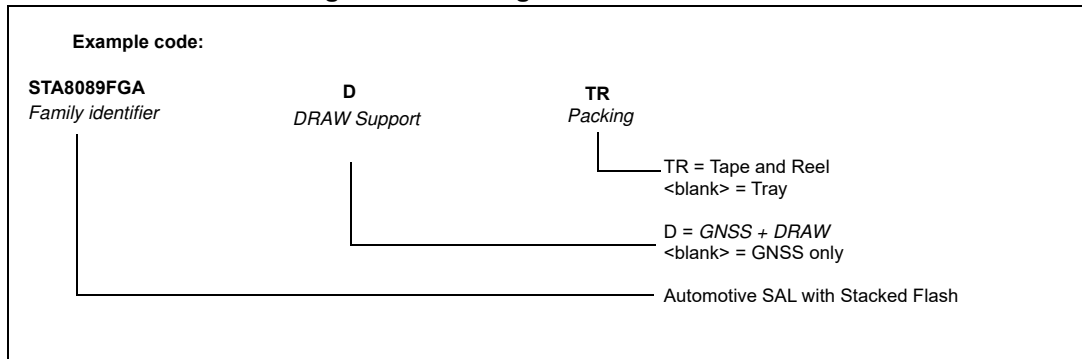 Example code:
STA8089FGA D TR
Family identifier DRAW Support Packing
TR = Tape and Reel
<blank> = Tray
D = GNSS + DRAW
<blank> = GNSS only
Automotive SAL with Stacked Flash